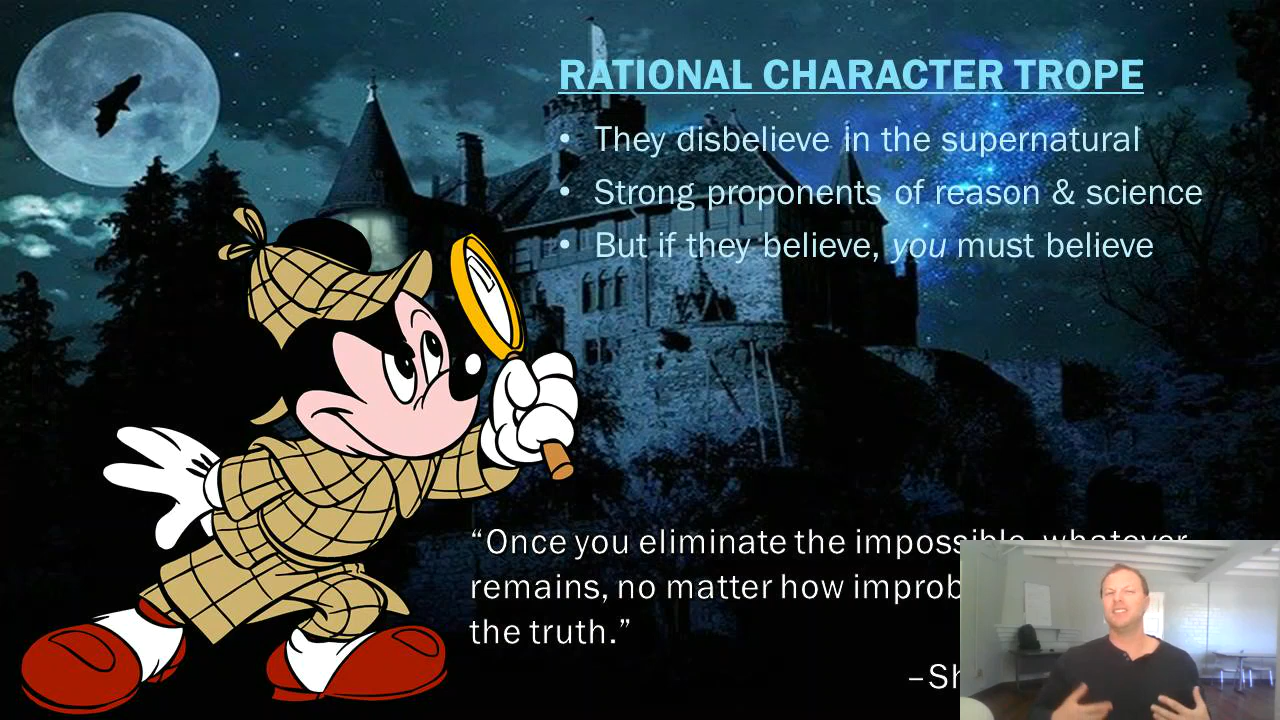 RATIONAL CHARACTER TROPE
• They disbelieve in the supernatural
• Strong proponents of reason & science
• But if they believe, you must believe
“Once you eliminate the impossible, whatever
remains, no matter how improb
the truth.”
–Sh